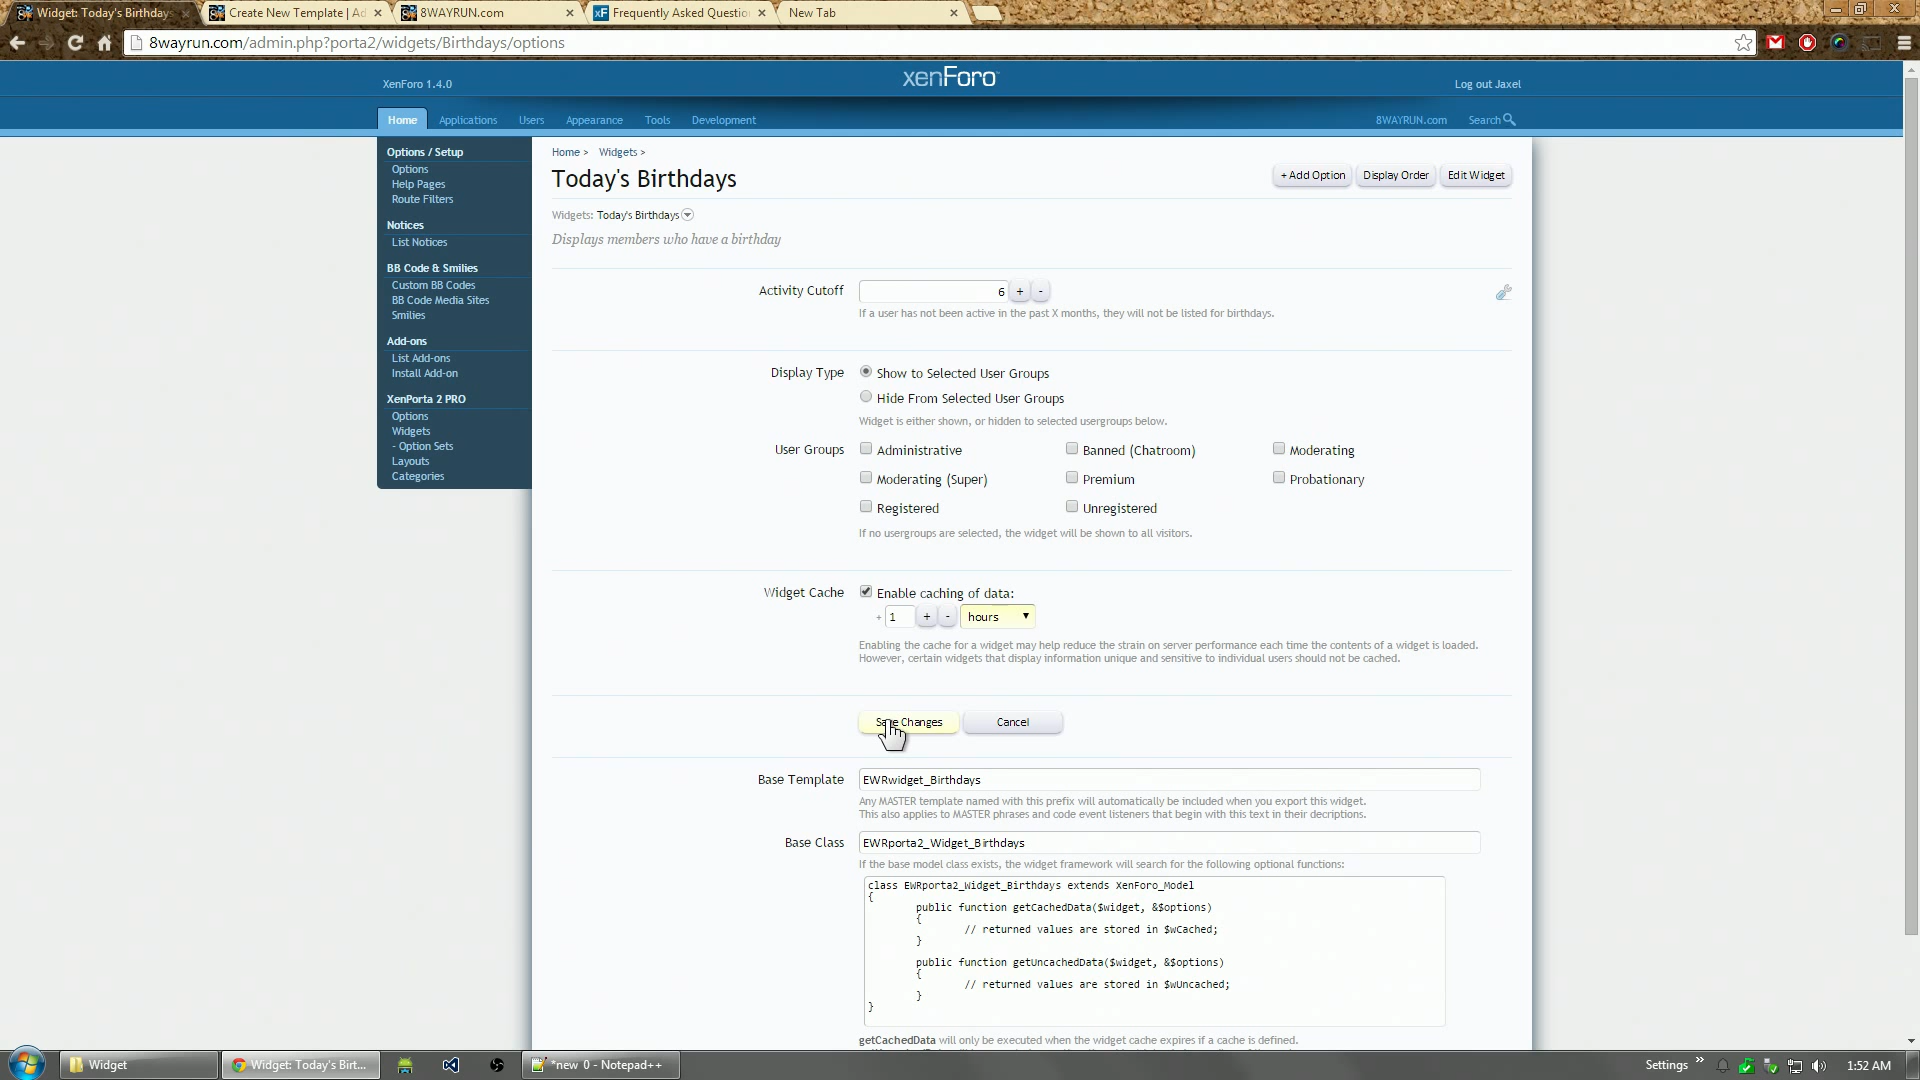 Widget: Today's Birthdays
Create New Template | Ad
8WAYRUN.com
Frequently Asked Questio
New Tab
8wayrun.com/admin.php?porta2/widgets/Birthdays/options
XenForo 1.4.0
xenForo
Log out Jaxel
Home
Applications
Users
Appearance
Tools
Development
8WAYRUN.com
Search
Options / Setup
Options
Help Pages
Route Filters
Notices
List Notices
BB Code & Smilies
Custom BB Codes
BB Code Media Sites
Smilies
Add-ons
List Add-ons
Install Add-on
XenPorta 2 PRO
Options
Widgets
- Option Sets
Layouts
Categories
Home > Widgets >
Today's Birthdays
+ Add Option
Display Order
Edit Widget
Widgets: Today's Birthdays
Displays members who have a birthday
Activity Cutoff
6
+
-
If a user has not been active in the past X months, they will not be listed for birthdays.
Display Type
Show to Selected User Groups
Hide From Selected User Groups
Widget is either shown, or hidden to selected usergroups below.
User Groups
Administrative
Banned (Chatroom)
Moderating
Moderating (Super)
Premium
Probationary
Registered
Unregistered
If no usergroups are selected, the widget will be shown to all visitors.
Widget Cache
Enable caching of data:
+ 1 + - hours
Enabling the cache for a widget may help reduce the strain on server performance each time the contents of a widget is loaded.
However, certain widgets that display information unique and sensitive to individual users should not be cached.
Save Changes
Cancel
Base Template
EWRwidget_Birthdays
Any MASTER template named with this prefix will automatically be included when you export this widget.
This also applies to MASTER phrases and code event listeners that begin with this text in their decriptions.
Base Class
EWRporta2_Widget_Birthdays
If the base model class exists, the widget framework will search for the following optional functions:
class EWRporta2_Widget_Birthdays extends XenForo_Model
{
public function getCachedData($widget, &$options)
{
// returned values are stored in $wCached;
}
public function getUncachedData($widget, &$options)
{
// returned values are stored in $wUncached;
}
}
getCachedData will only be executed when the widget cache expires if a cache is defined.
Widget
Widget: Today's Birt...
*new 0 - Notepad++
Settings
1:52 AM